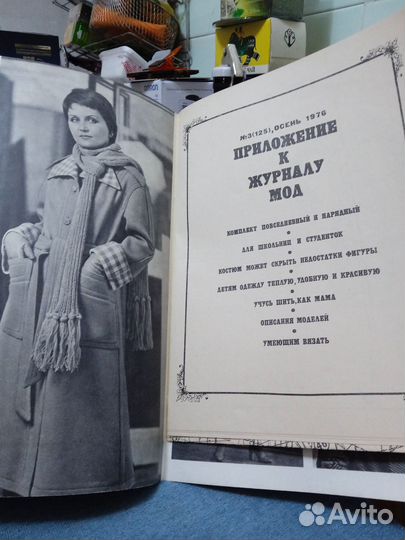 №3(125), ОСЕНЬ 1976
ПРИЛОЖЕНИЕ
К
ЖУРНАЛУ
МОД
КОМПЛЕКТ ПОВСЕДНЕВНЫЙ И НАРЯДНЫЙ
ДЛЯ ШКОЛЬНИЦ И СТУДЕНТОК
КОСТЮМ МОЖЕТ СКРЫТЬ НЕДОСТАТКИ ФИГУРЫ
ДЕТЯМ ОДЕЖДУ ТЕПЛУЮ, УДОБНУЮ И КРАСИВУЮ
УЧУСЬ ШИТЬ, КАК МАМА
ОПИСАНИЯ МОДЕЛЕЙ
УМЕЮЩИМ ВЯЗАТЬ
Avito